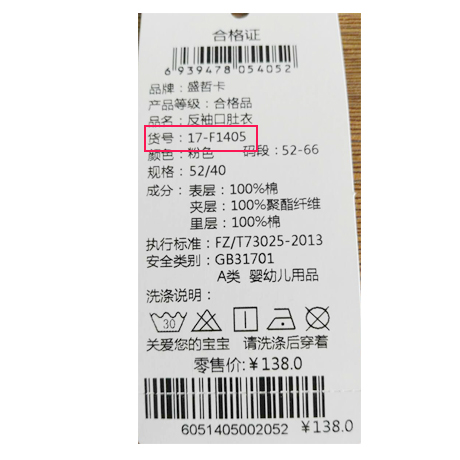 合格证
6 939478 054052
品牌：盛哲卡
产品等级：合格品
品名：反袖口肚衣
货号：17-F1405
颜色：粉色 码段：52-66
规格：52/40
成分：表层：100%棉
夹层：100%聚酯纤维
里层：100%棉
执行标准：FZ/T73025-2013
安全类别：GB31701
A类 婴幼儿用品
洗涤说明：
30
关爱您的宝宝 请洗涤后穿着
零售价:￥138.0
6051405002052 ￥138.0